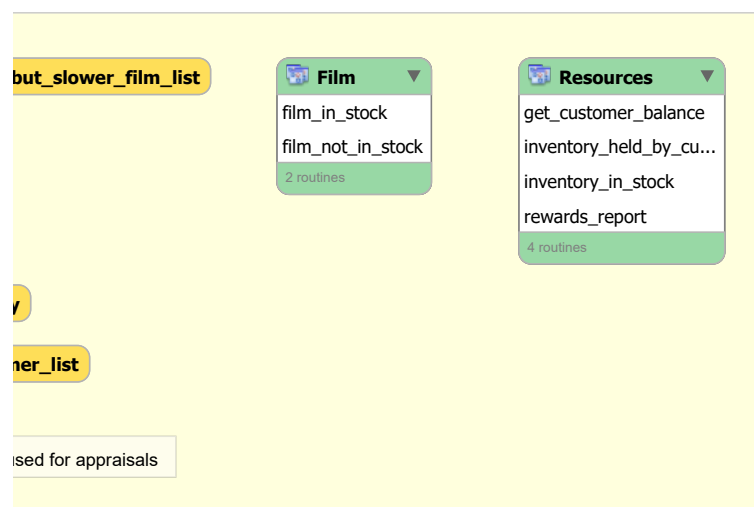 but_slower_film_list
Film
film_in_stock
film_not_in_stock
2 routines
Resources
get_customer_balance
inventory_held_by_cu...
inventory_in_stock
rewards_report
4 routines
y
mer_list
used for appraisals